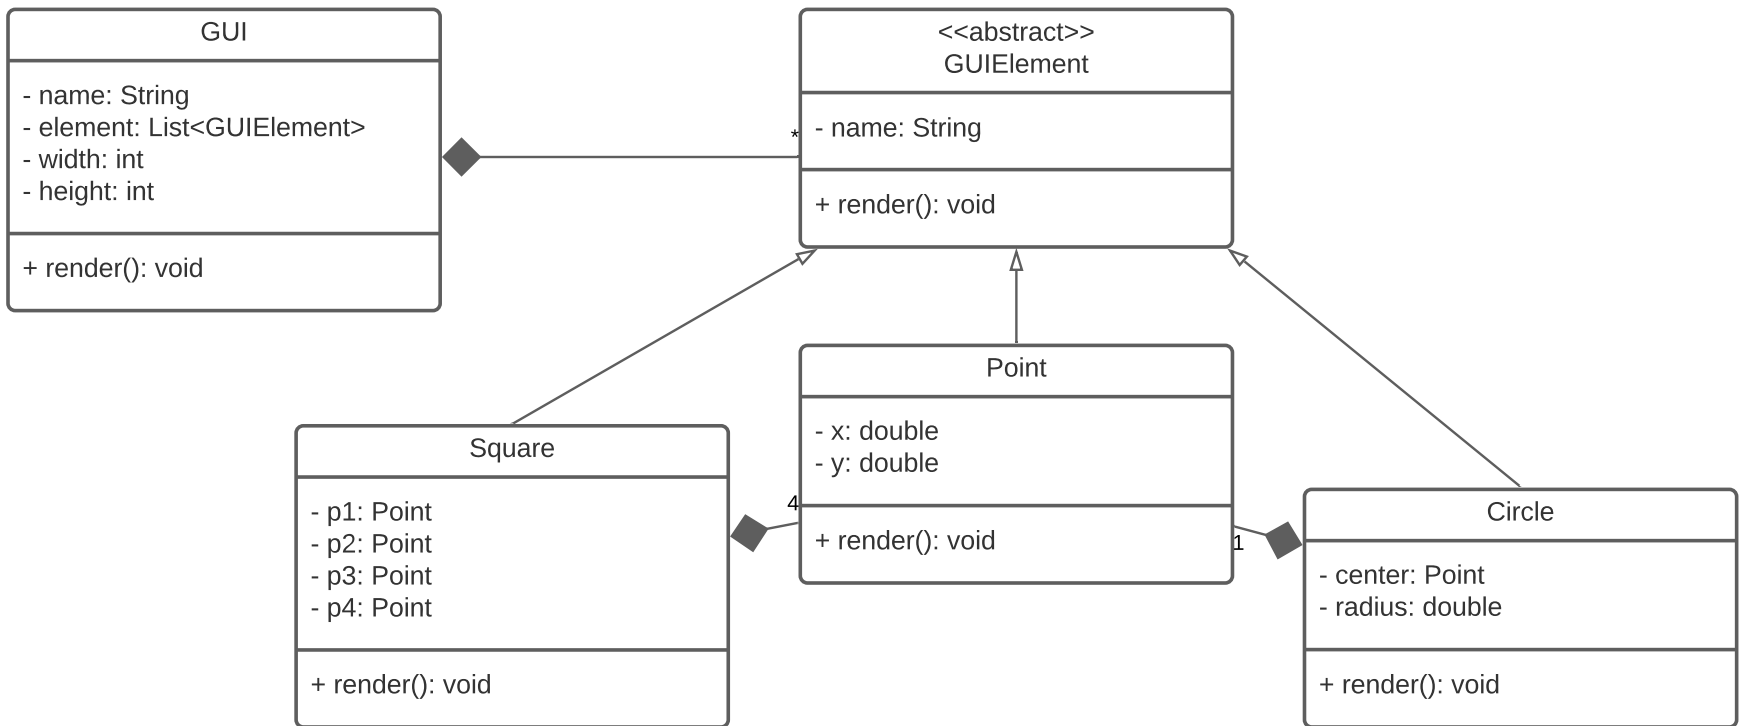 GUI
- name: String
- element: List<GUIElement>
- width: int
- height: int
+ render(): void
*
<<abstract>>
GUIElement
- name: String
+ render(): void
Square
- p1: Point
- p2: Point
- p3: Point
- p4: Point
+ render(): void
4
Point
- x: double
- y: double
+ render(): void
1
Circle
- center: Point
- radius: double
+ render(): void